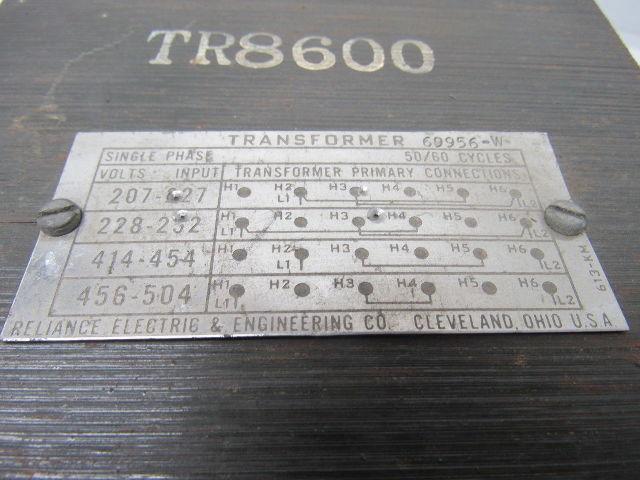 TR8600
TRANSFORMER 69956-W
SINGLE PHASE 50/60 CYCLES
VOLTS INPUT TRANSFORMER PRIMARY CONNECTIONS
207-227 H1 H2 H3 H4 H5 H6
L1 L2
228-252 H1 H2 H3 H4 H5 H6
L1 L2
414-454 H1 H2 H3 H4 H5 H6
L1 L2
456-504 H1 H2 H3 H4 H5 H6
L1 L2
613-KM
RELIANCE ELECTRIC & ENGINEERING CO. CLEVELAND, OHIO U.S.A.